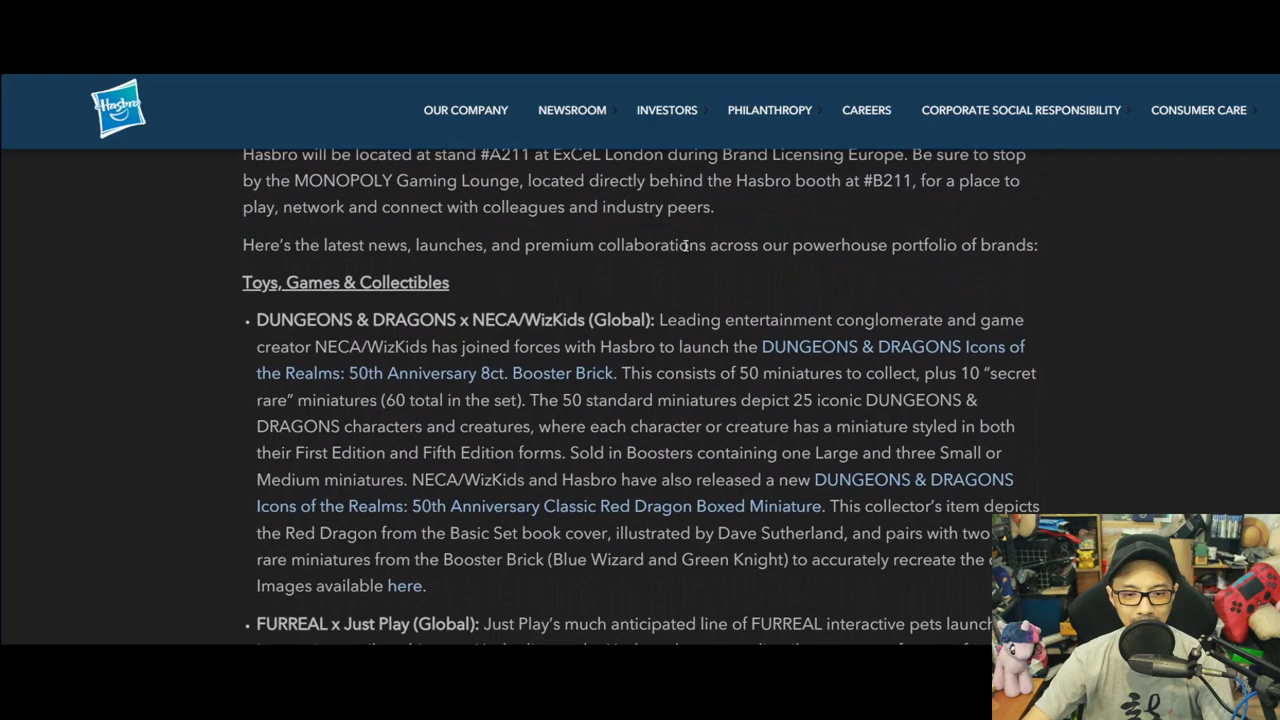 Hasbro
OUR COMPANY NEWSROOM INVESTORS PHILANTHROPY CAREERS CORPORATE SOCIAL RESPONSIBILITY CONSUMER CARE
Hasbro will be located at stand #A211 at ExCeL London during Brand Licensing Europe. Be sure to stop
by the MONOPOLY Gaming Lounge, located directly behind the Hasbro booth at #B211, for a place to
play, network and connect with colleagues and industry peers.
Here's the latest news, launches, and premium collaborations across our powerhouse portfolio of brands:
Toys, Games & Collectibles
• DUNGEONS & DRAGONS x NECA/WizKids (Global): Leading entertainment conglomerate and game
creator NECA/WizKids has joined forces with Hasbro to launch the DUNGEONS & DRAGONS Icons of
the Realms: 50th Anniversary 8ct. Booster Brick. This consists of 50 miniatures to collect, plus 10 “secret
rare” miniatures (60 total in the set). The 50 standard miniatures depict 25 iconic DUNGEONS &
DRAGONS characters and creatures, where each character or creature has a miniature styled in both
their First Edition and Fifth Edition forms. Sold in Boosters containing one Large and three Small or
Medium miniatures. NECA/WizKids and Hasbro have also released a new DUNGEONS & DRAGONS
Icons of the Realms: 50th Anniversary Classic Red Dragon Boxed Miniature. This collector's item depicts
the Red Dragon from the Basic Set book cover, illustrated by Dave Sutherland, and pairs with two
rare miniatures from the Booster Brick (Blue Wizard and Green Knight) to accurately recreate the
Images available here.
• FURREAL x Just Play (Global): Just Play's much anticipated line of FURREAL interactive pets